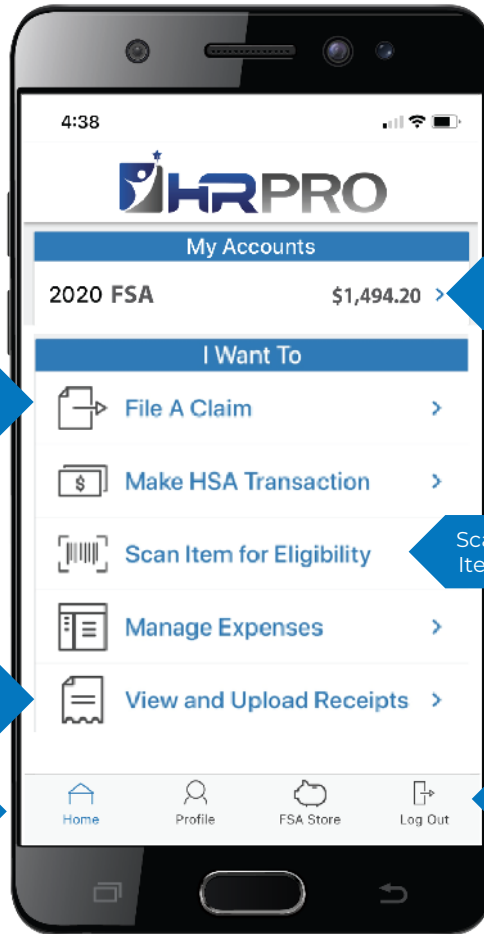 4:38
HRPRO
My Accounts
2020 FSA $1,494.20 >
I Want To
File A Claim >
$ Make HSA Transaction >
Scan Item for Eligibility
Manage Expenses >
View and Upload Receipts >
Home Profile FSA Store Log Out